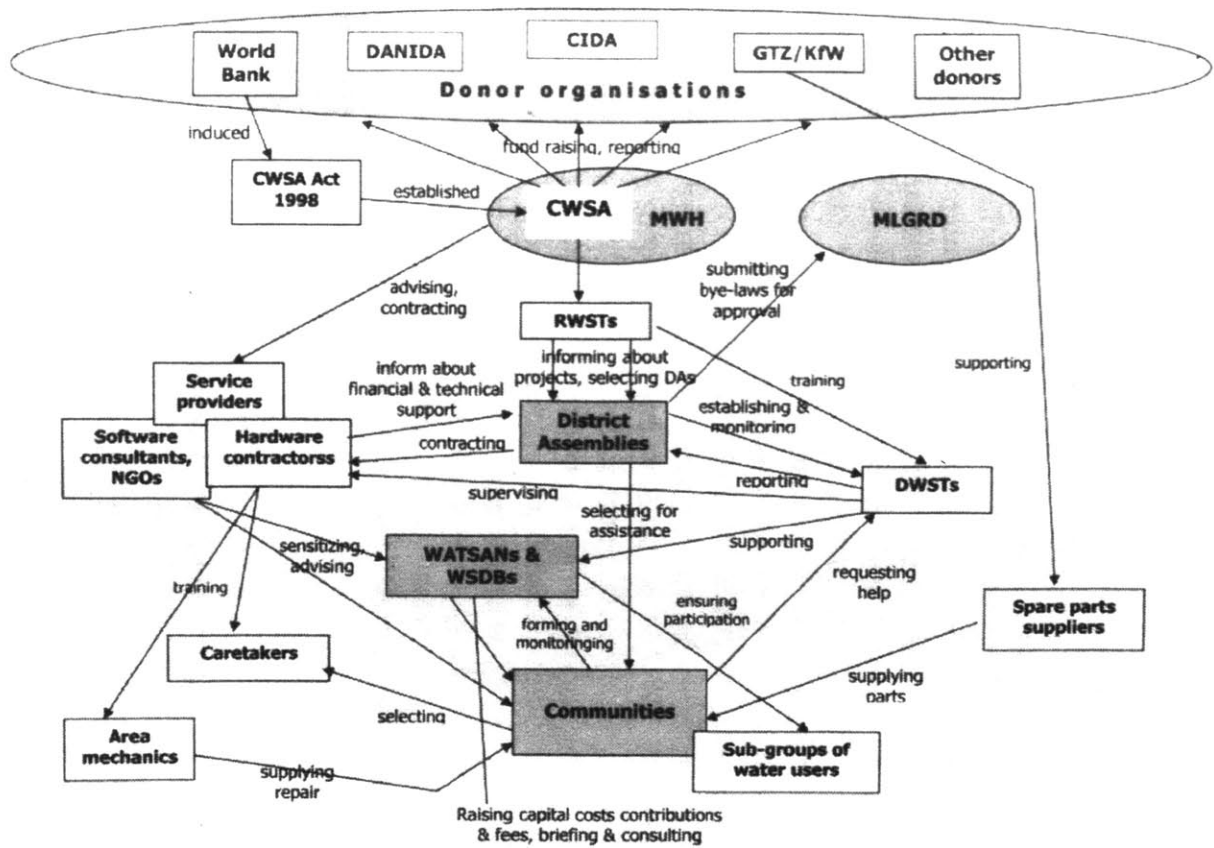 World
Bank
DANIDA
CIDA
GTZ/KfW
Other
donors
Donor organisations
induced
fund raising, reporting
CWSA Act
1998
established
CWSA
MWH
MLGRD
advising,
contracting
submitting
bye-laws for
approval
RWSTs
supporting
Service
providers
inform about
financial & technical
support
informing about
projects, selecting DAs
training
Software
consultants,
NGOs
Hardware
contractorss
contracting
District
Assemblies
establishing &
monitoring
reporting
DWSTs
supervising
selecting for
assistance
sensitizing,
advising
WATSANs &
WSDBs
supporting
requesting
help
training
forming and
monitoringing
ensuring
participation
Spare parts
suppliers
Caretakers
selecting
Communities
supplying
parts
Area
mechanics
Sub-groups of
water users
supplying
repair
Raising capital costs contributions
& fees, briefing & consulting